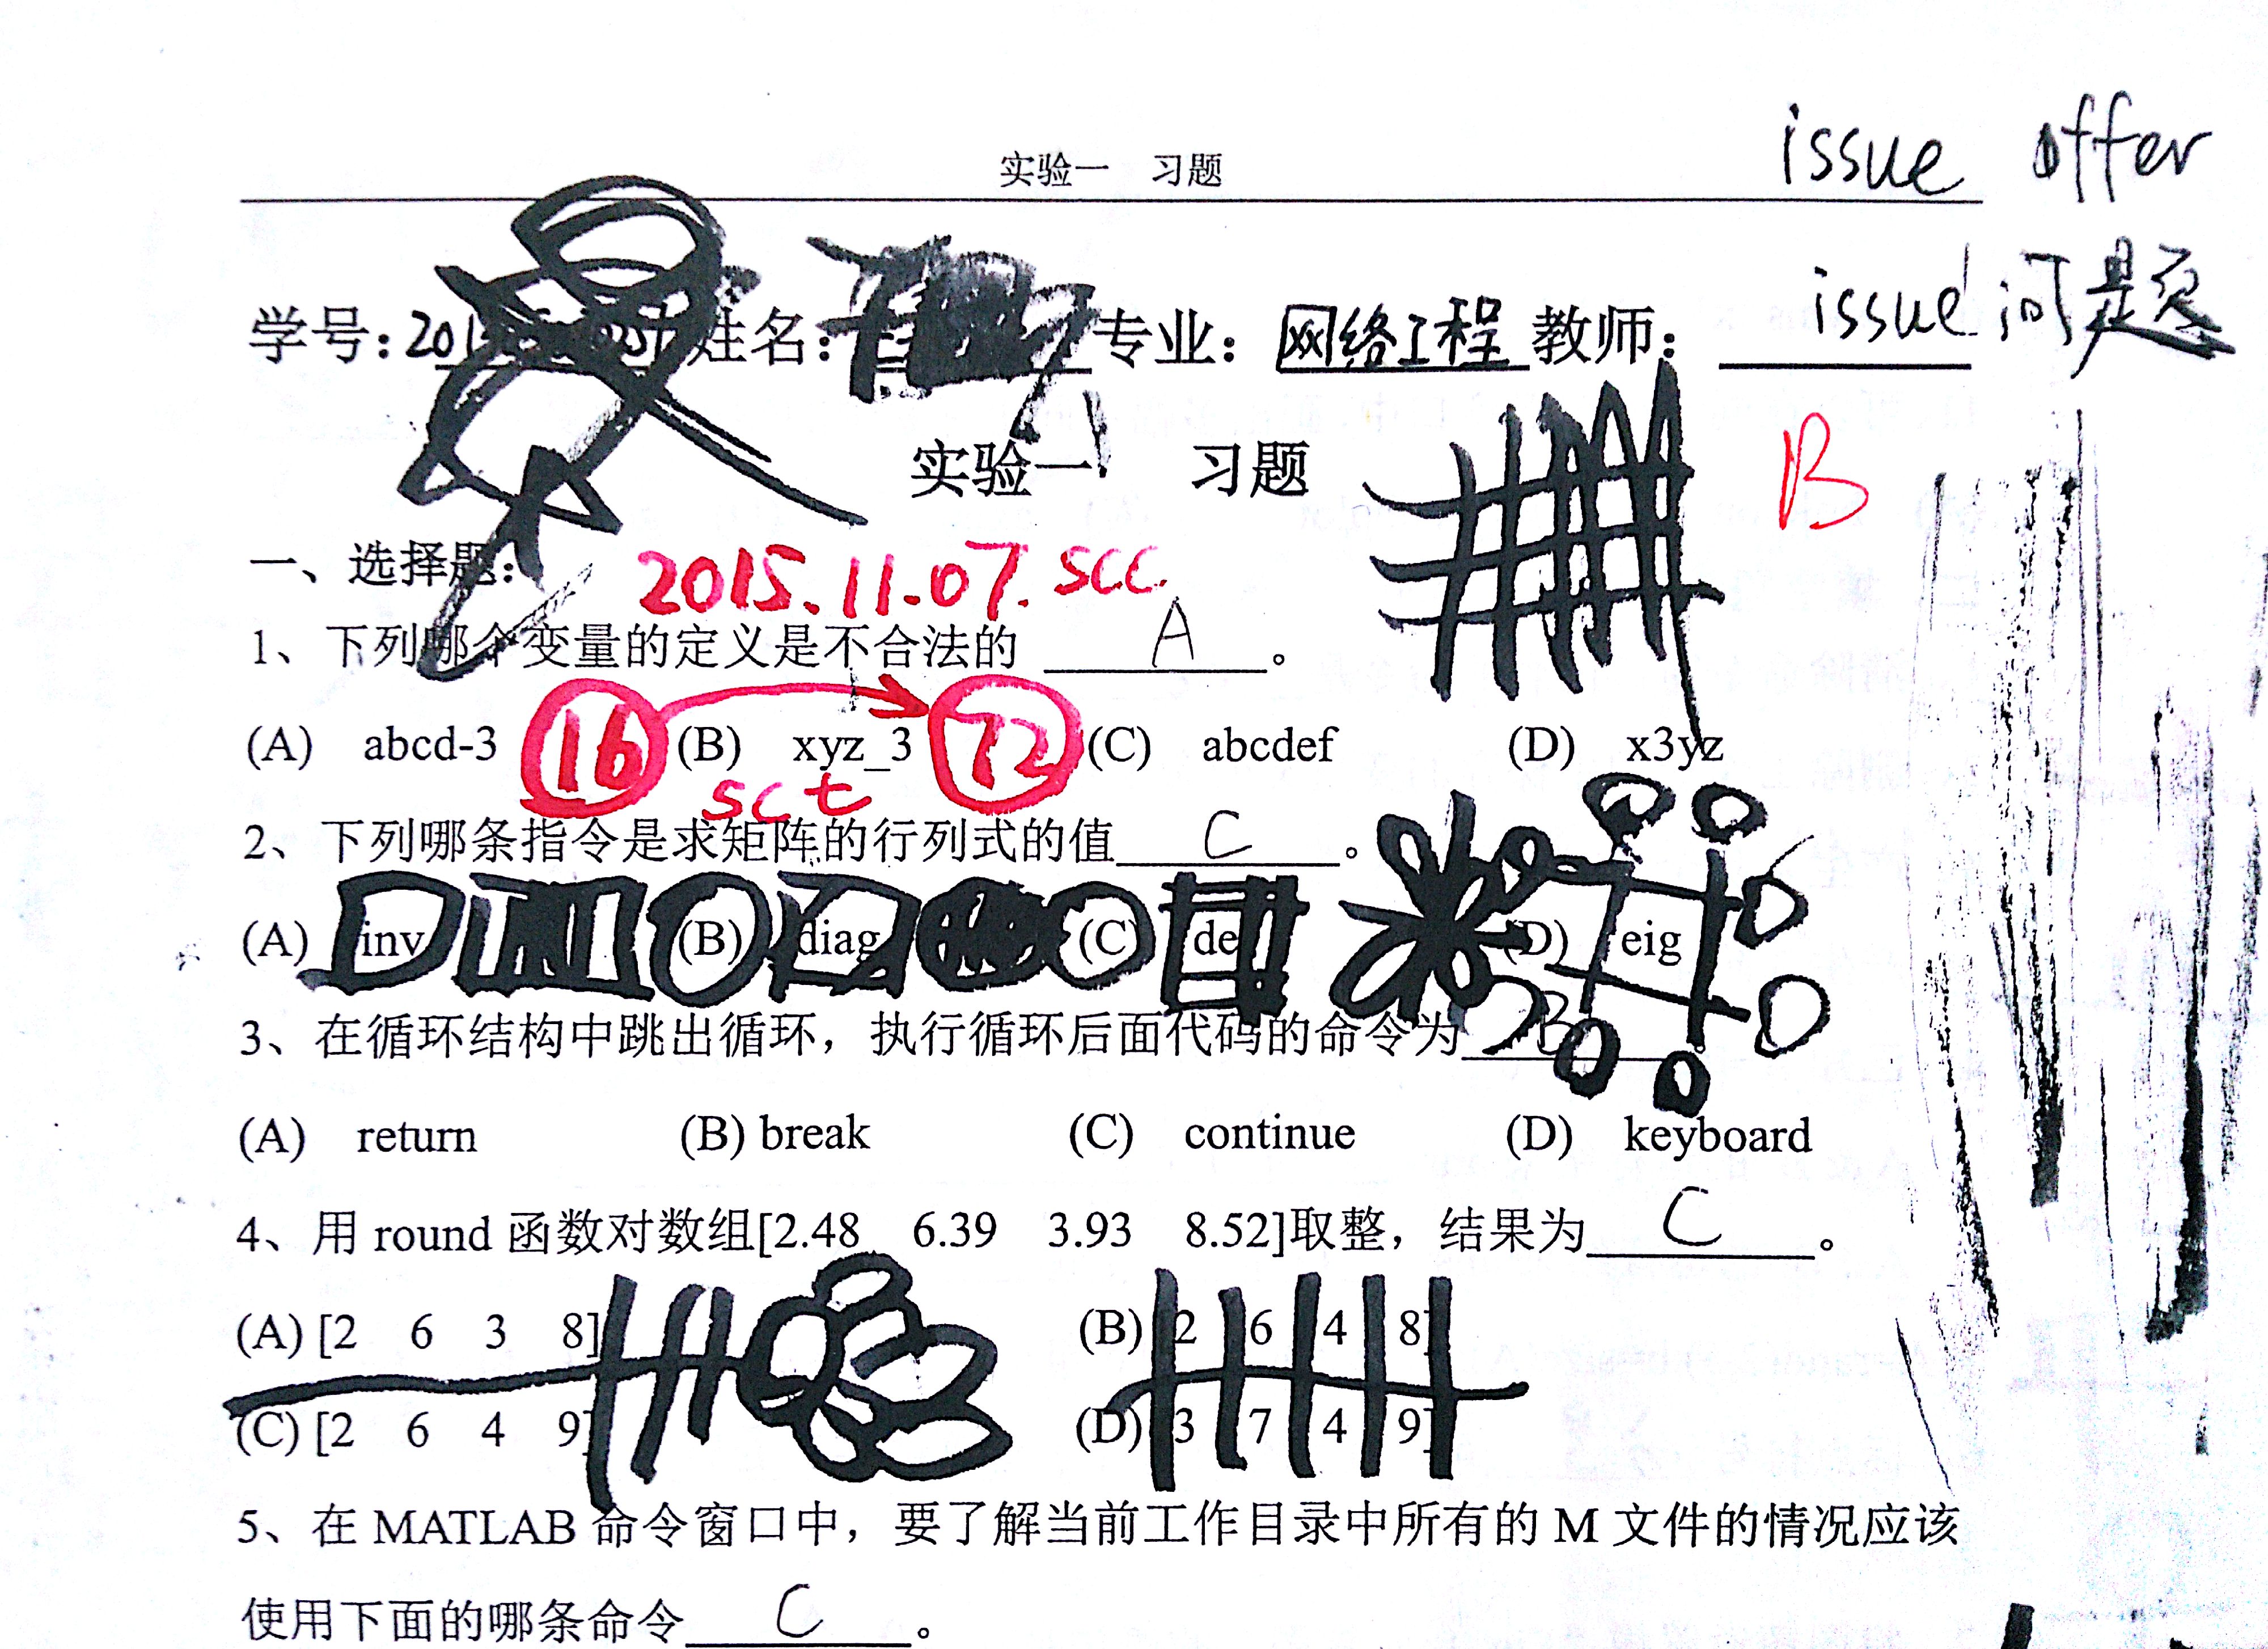 issue offer
实验一 习题
issue 问题
学号: 20 姓名: 专业: 网络工程 教师:
实验一 习题
B
一、选择题:
2015.11.07. scc
1、下列哪个变量的定义是不合法的 A 。
(A) abcd-3 16 (B) xyz_3 72 (C) abcdef (D) x3yz
sct
2、下列哪条指令是求矩阵的行列式的值 C 。
(A) inv (B) diag (C) de (D) eig
3、在循环结构中跳出循环，执行循环后面代码的命令为 B 。
(A) return (B) break (C) continue (D) keyboard
4、用 round 函数对数组[2.48 6.39 3.93 8.52]取整，结果为 C 。
(A) [2 6 3 8] (B) [2 6 4 8]
(C) [2 6 4 9] (D) [3 7 4 9]
5、在 MATLAB 命令窗口中，要了解当前工作目录中所有的 M 文件的情况应该
使用下面的哪条命令 C 。